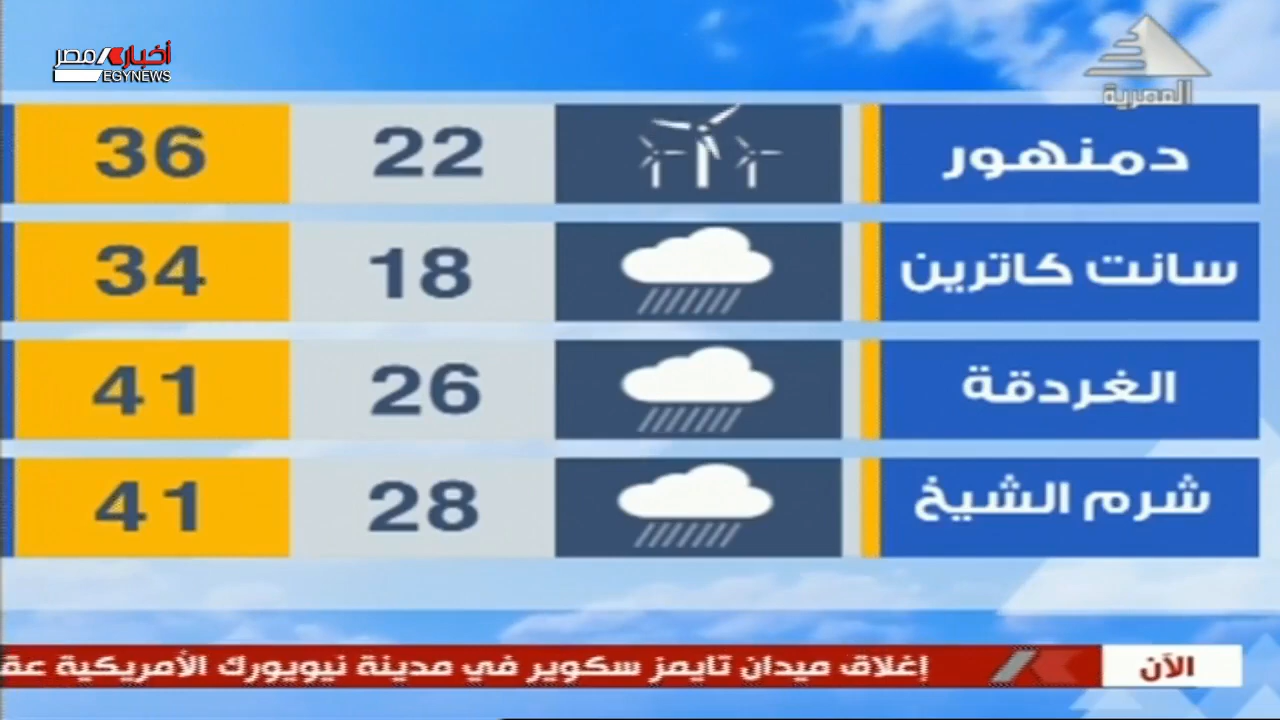 أخبار مصر
EGYNEWS
المصرية
دمنهور 22 36
سانت كاترين 18 34
الغردقة 26 41
شرم الشيخ 28 41
الآن إغلاق ميدان تايمز سكوير في مدينة نيويورك الأمريكية